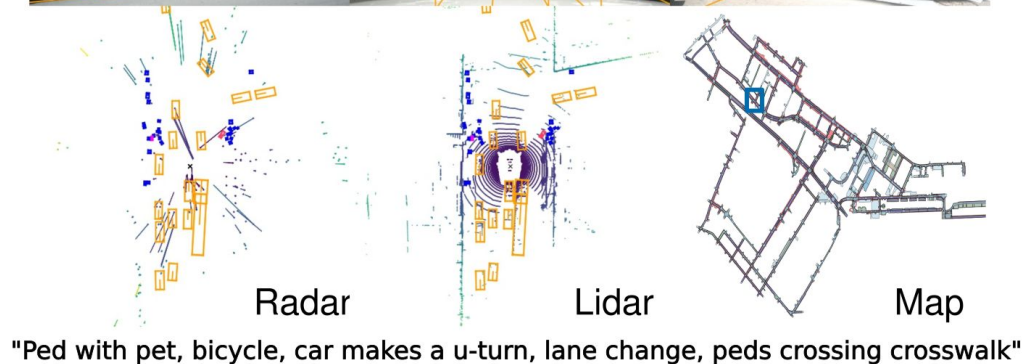 Radar
Lidar
Map
"Ped with pet, bicycle, car makes a u-turn, lane change, peds crossing crosswalk"